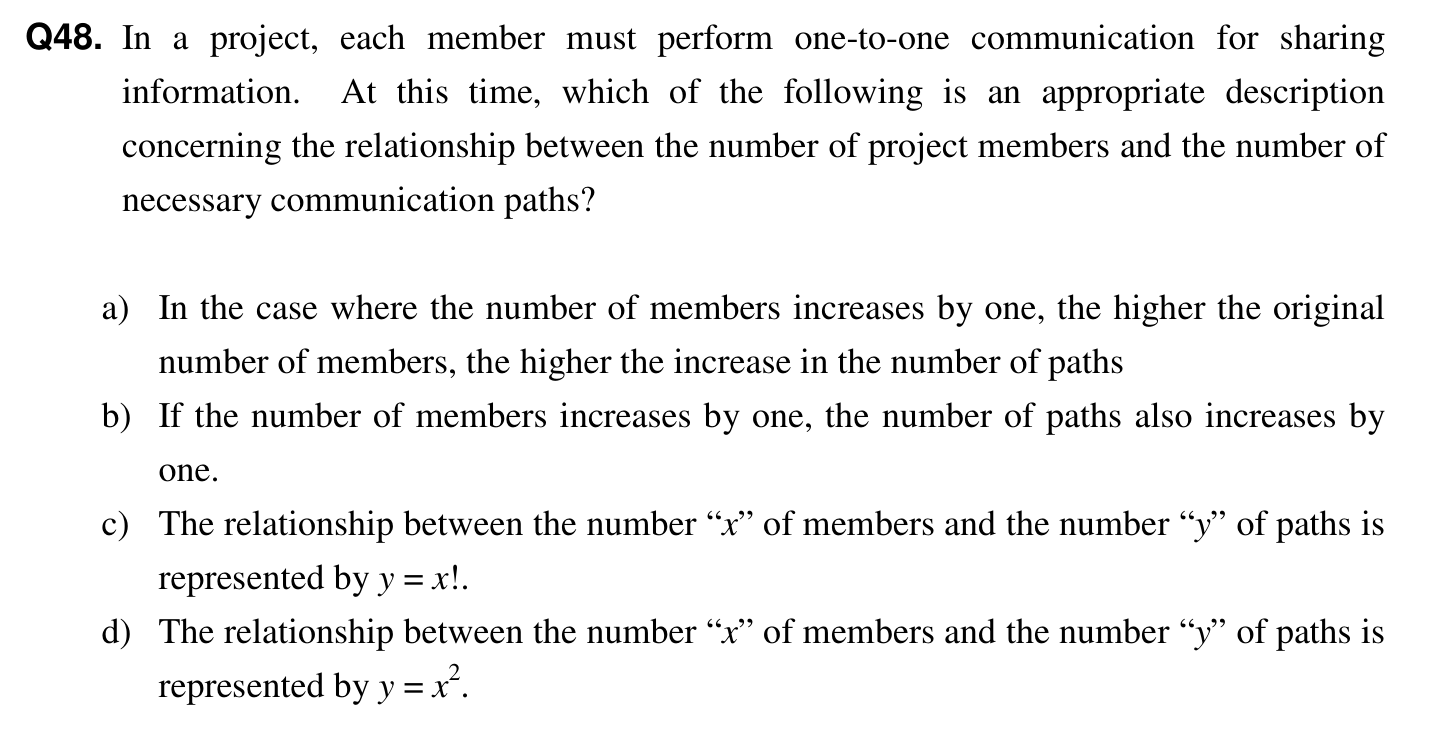 Q48. In a project, each member must perform one-to-one communication for sharing
information. At this time, which of the following is an appropriate description
concerning the relationship between the number of project members and the number of
necessary communication paths?
a) In the case where the number of members increases by one, the higher the original
number of members, the higher the increase in the number of paths
b) If the number of members increases by one, the number of paths also increases by
one.
c) The relationship between the number “x” of members and the number “y” of paths is
represented by y = x!.
d) The relationship between the number “x” of members and the number “y” of paths is
represented by y = x².